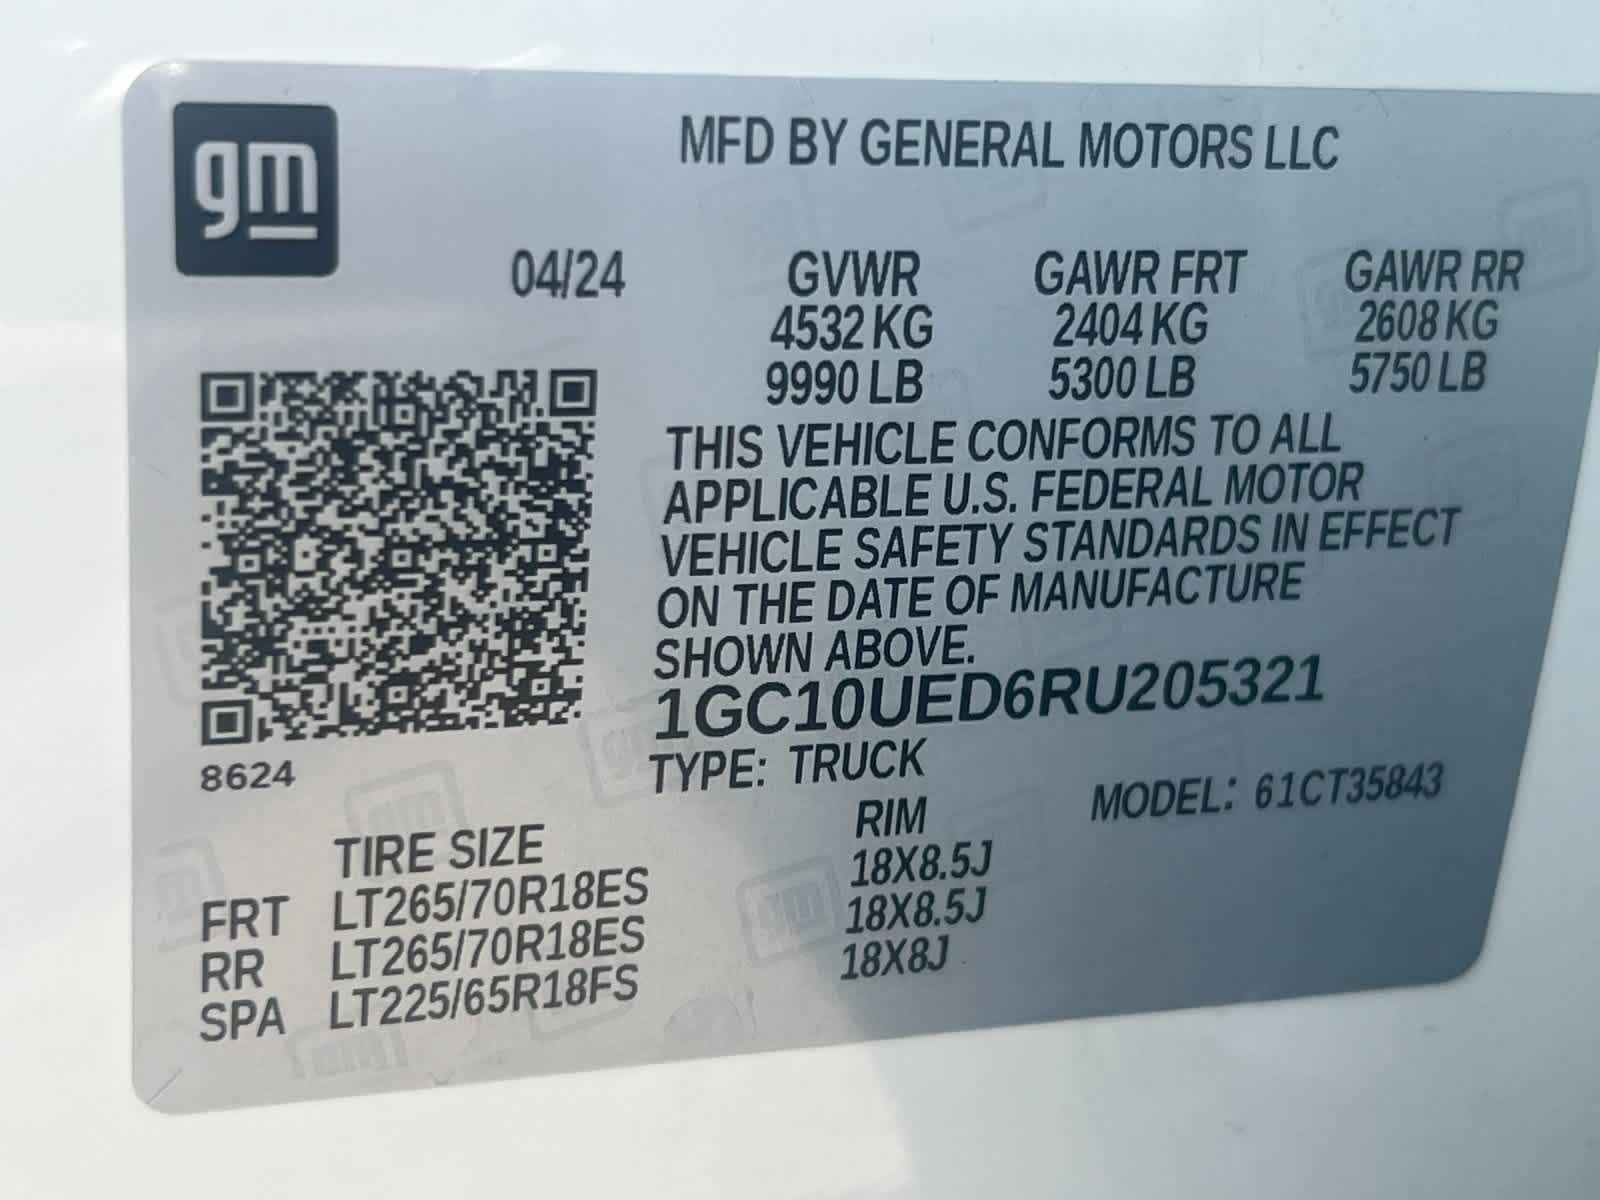 gm
MFD BY GENERAL MOTORS LLC
04/24 GVWR GAWR FRT GAWR RR
4532 KG 2404 KG 2608 KG
9990 LB 5300 LB 5750 LB
THIS VEHICLE CONFORMS TO ALL
APPLICABLE U.S. FEDERAL MOTOR
VEHICLE SAFETY STANDARDS IN EFFECT
ON THE DATE OF MANUFACTURE
SHOWN ABOVE.
1GC10UED6RU205321
8624
TYPE: TRUCK MODEL: 61CT35843
TIRE SIZE RIM
FRT LT265/70R18ES 18X8.5J
RR LT265/70R18ES 18X8.5J
SPA LT225/65R18FS 18X8J